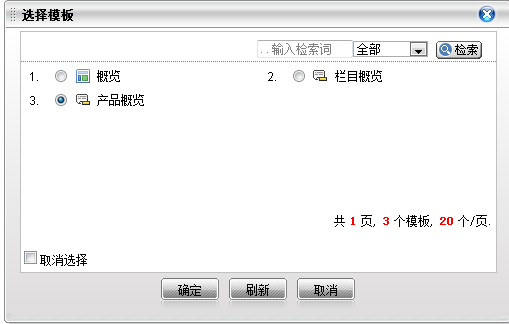 选择模板
..输入检索词 全部 检索
1. 概览 2. 栏目概览
3. 产品概览
共 1 页, 3 个模板, 20 个/页.
取消选择
确定 刷新 取消